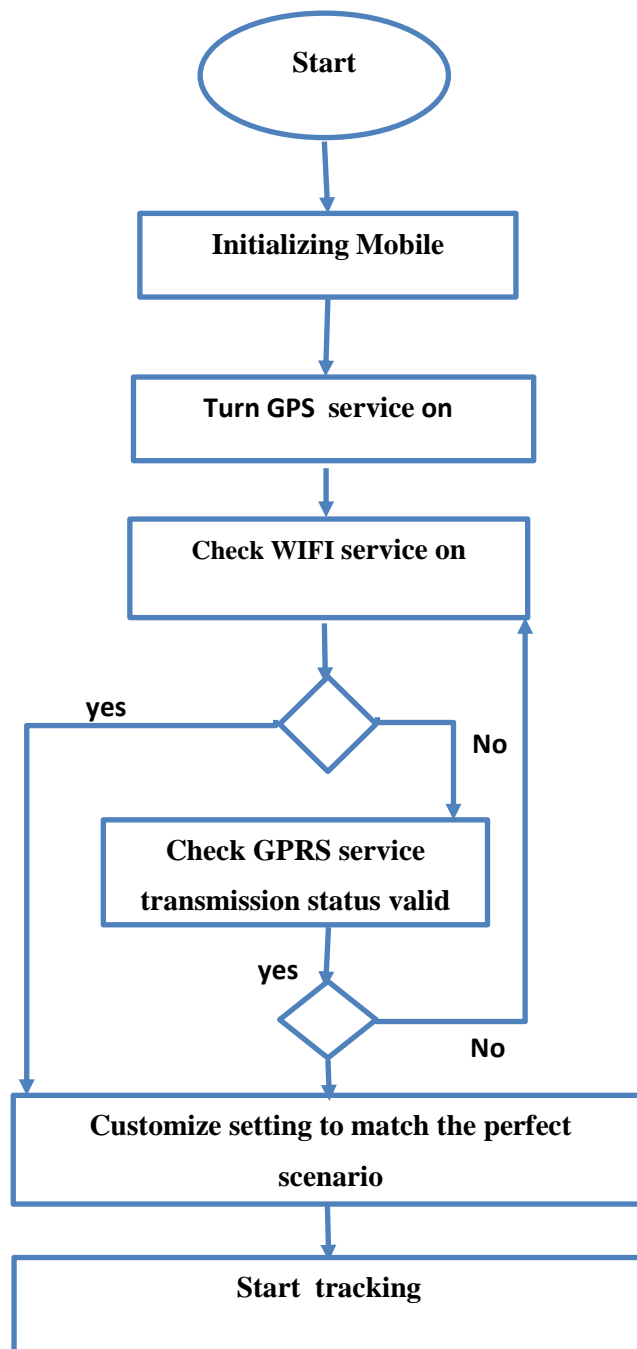 Start
Initializing Mobile
Turn GPS service on
Check WIFI service on
yes
No
Check GPRS service
transmission status valid
yes
No
Customize setting to match the perfect
scenario
Start tracking